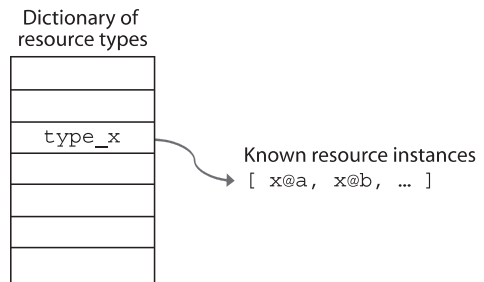 Dictionary of
resource types
type_x
Known resource instances
[ x@a, x@b, … ]